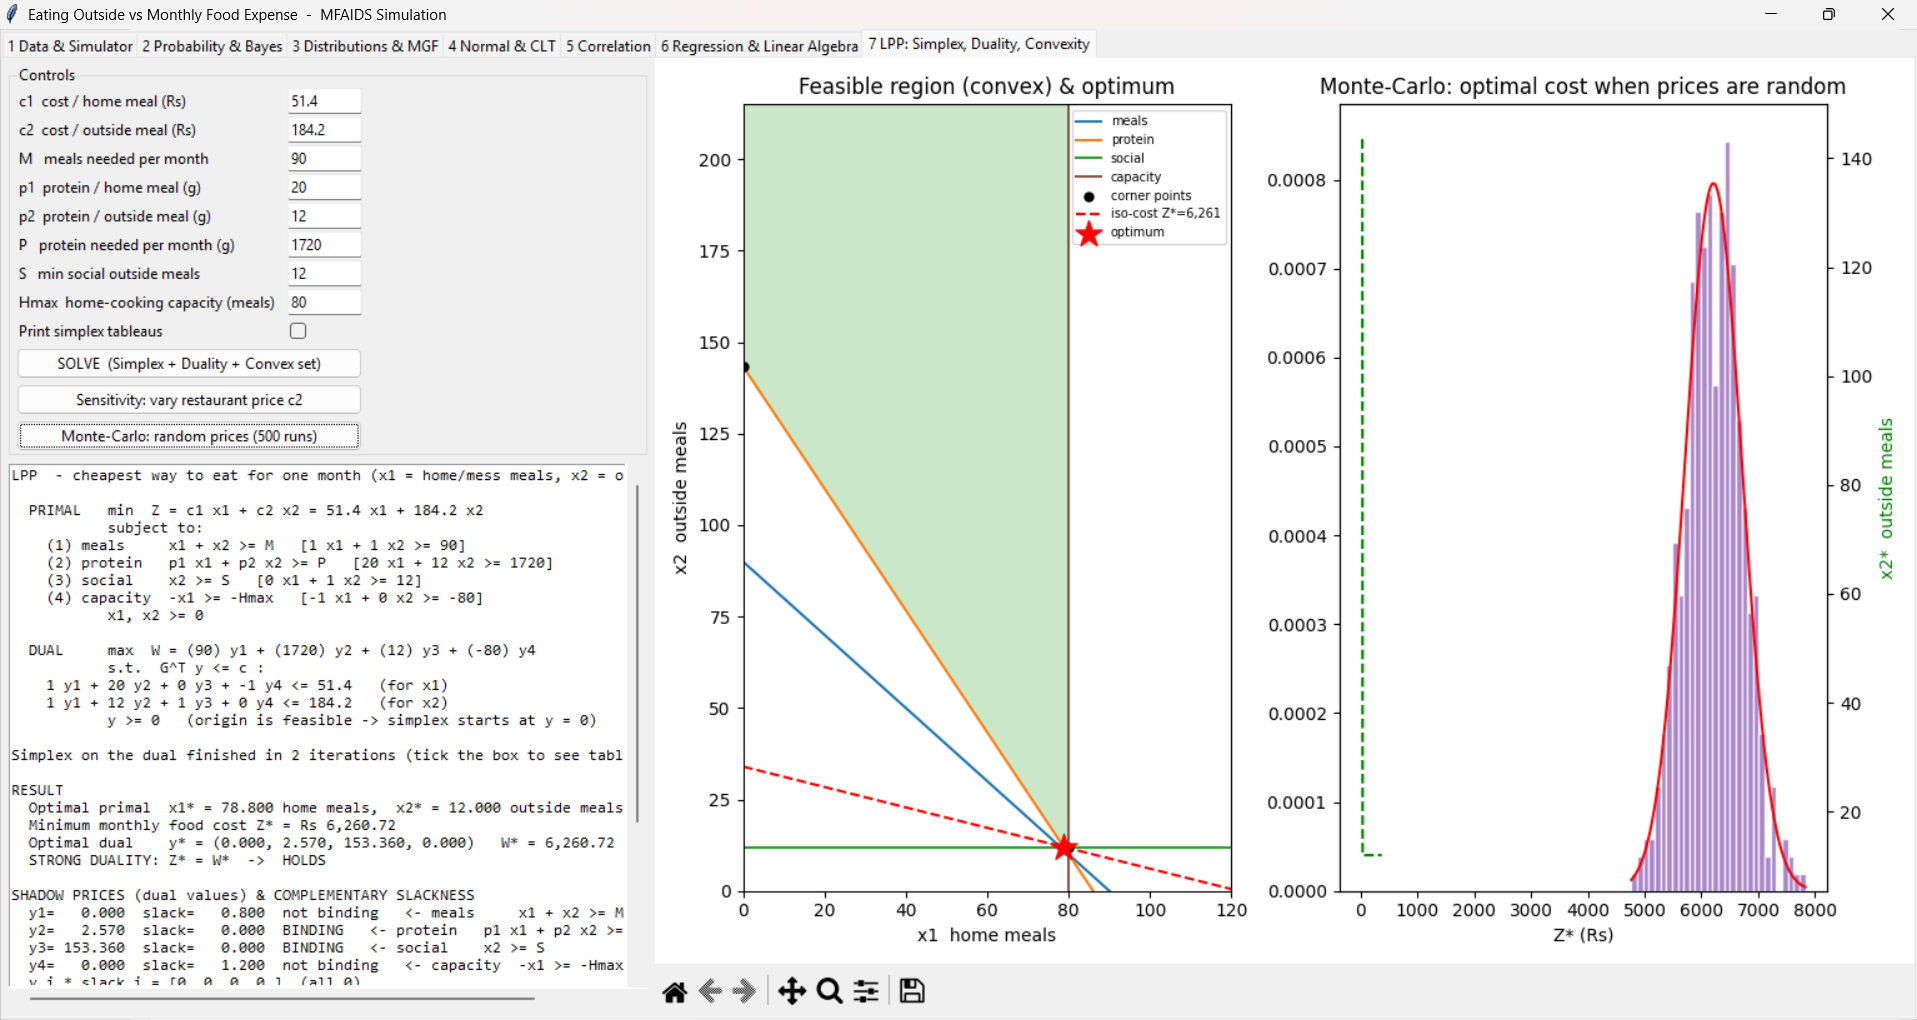 Eating Outside vs Monthly Food Expense - MFAIDS Simulation
1 Data & Simulator 2 Probability & Bayes 3 Distributions & MGF 4 Normal & CLT 5 Correlation 6 Regression & Linear Algebra 7 LPP: Simplex, Duality, Convexity
Controls
c1 cost / home meal (Rs) 51.4
c2 cost / outside meal (Rs) 184.2
M meals needed per month 90
p1 protein / home meal (g) 20
p2 protein / outside meal (g) 12
P protein needed per month (g) 1720
S min social outside meals 12
Hmax home-cooking capacity (meals) 80
Print simplex tableaus
SOLVE (Simplex + Duality + Convex set)
Sensitivity: vary restaurant price c2
Monte-Carlo: random prices (500 runs)
LPP - cheapest way to eat for one month (x1 = home/mess meals, x2 = o
PRIMAL min Z = c1 x1 + c2 x2 = 51.4 x1 + 184.2 x2
subject to:
(1) meals x1 + x2 >= M [1 x1 + 1 x2 >= 90]
(2) protein p1 x1 + p2 x2 >= P [20 x1 + 12 x2 >= 1720]
(3) social x2 >= S [0 x1 + 1 x2 >= 12]
(4) capacity -x1 >= -Hmax [-1 x1 + 0 x2 >= -80]
x1, x2 >= 0
DUAL max W = (90) y1 + (1720) y2 + (12) y3 + (-80) y4
s.t. G^T y <= c :
1 y1 + 20 y2 + 0 y3 + -1 y4 <= 51.4 (for x1)
1 y1 + 12 y2 + 1 y3 + 0 y4 <= 184.2 (for x2)
y >= 0 (origin is feasible -> simplex starts at y = 0)
Simplex on the dual finished in 2 iterations (tick the box to see tabl
RESULT
Optimal primal x1* = 78.800 home meals, x2* = 12.000 outside meals
Minimum monthly food cost Z* = Rs 6,260.72
Optimal dual y* = (0.000, 2.570, 153.360, 0.000) W* = 6,260.72
STRONG DUALITY: Z* = W* -> HOLDS
SHADOW PRICES (dual values) & COMPLEMENTARY SLACKNESS
y1= 0.000 slack= 0.800 not binding <- meals x1 + x2 >= M
y2= 2.570 slack= 0.000 BINDING <- protein p1 x1 + p2 x2 >=
y3= 153.360 slack= 0.000 BINDING <- social x2 >= S
y4= 0.000 slack= 1.200 not binding <- capacity -x1 >= -Hmax
y_i * slack_i = [0. 0. 0. 0.] (all 0)
Feasible region (convex) & optimum
meals
protein
social
capacity
corner points
iso-cost Z*=6,261
optimum
200
175
150
125
100
75
50
25
0
x2 outside meals
0 20 40 60 80 100 120
x1 home meals
Monte-Carlo: optimal cost when prices are random
0.0008
0.0007
0.0006
0.0005
0.0004
0.0003
0.0002
0.0001
0.0000
140
120
100
80
60
40
20
x2* outside meals
0 1000 2000 3000 4000 5000 6000 7000 8000
Z* (Rs)